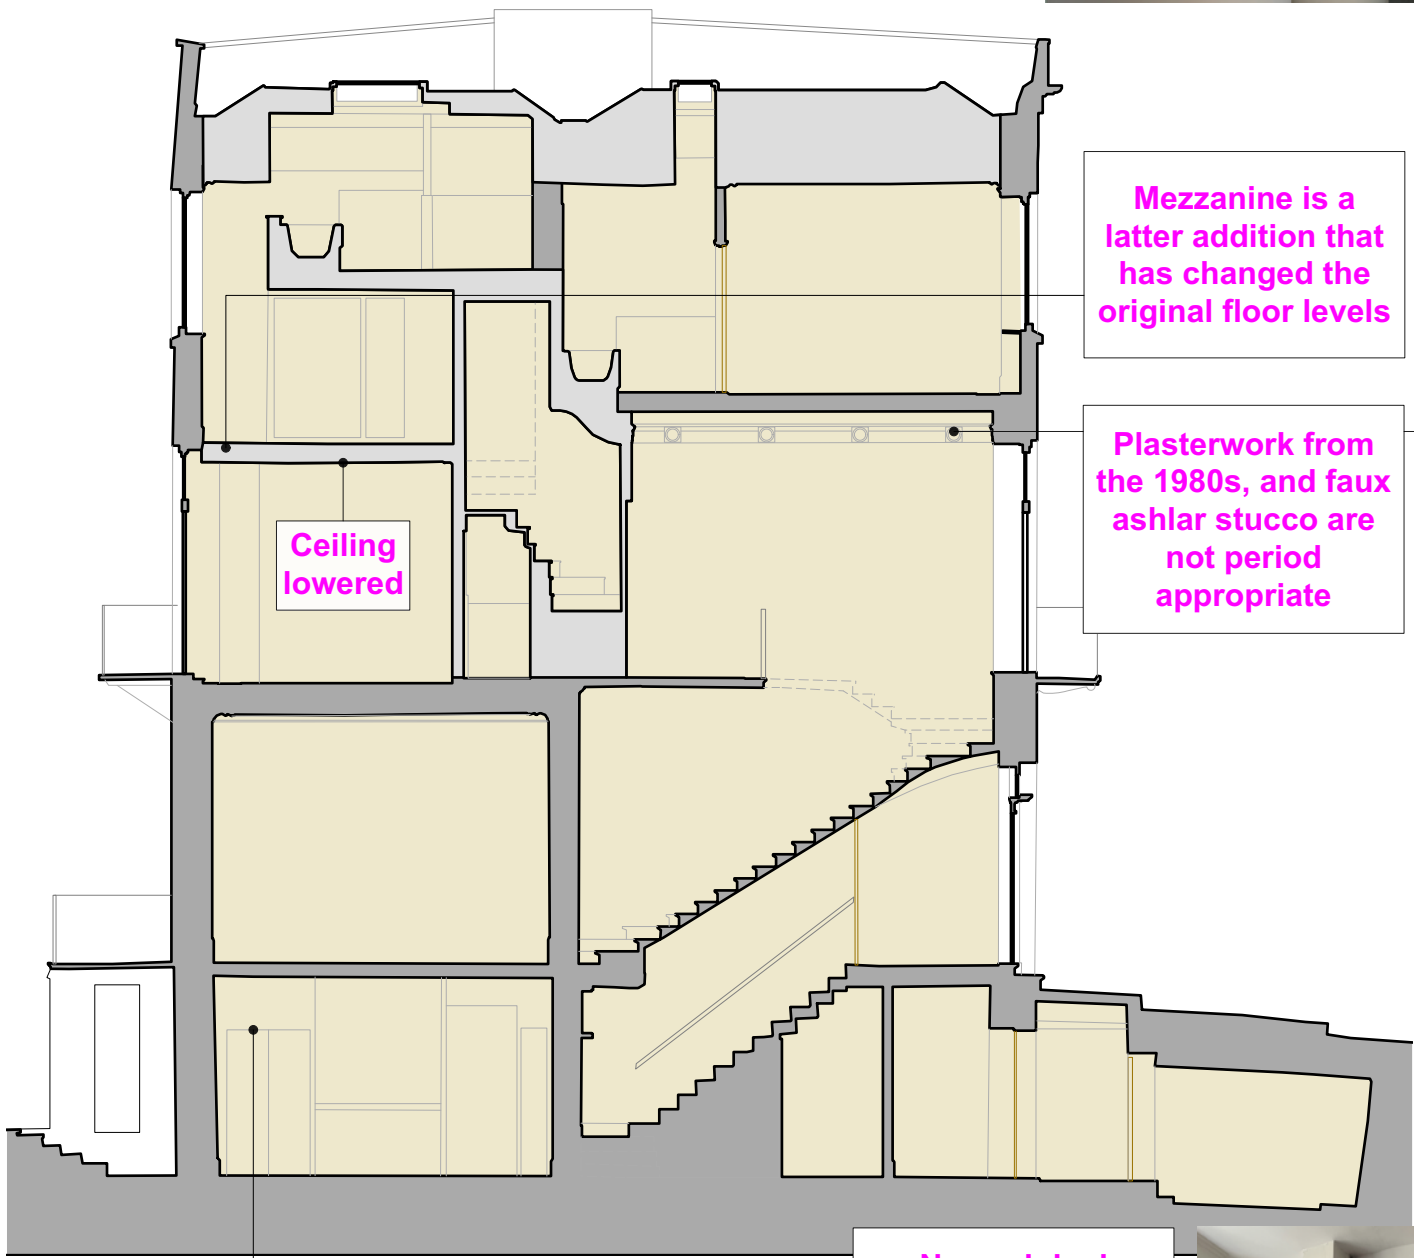 Mezzanine is a
latter addition that
has changed the
original floor levels
Plasterwork from
the 1980s, and faux
ashlar stucco are
not period
appropriate
Ceiling
lowered